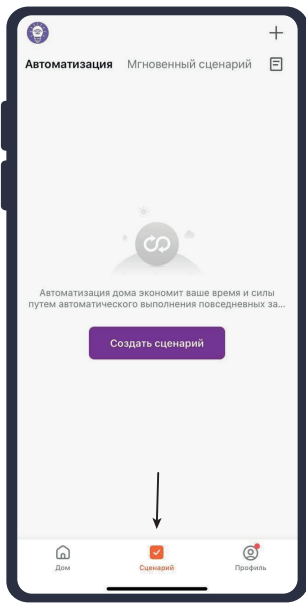 Автоматизация Мгновенный сценарий
Автоматизация дома экономит ваше время и силы
путем автоматического выполнения повседневных за...
Создать сценарий
Дом Сценарий Профиль